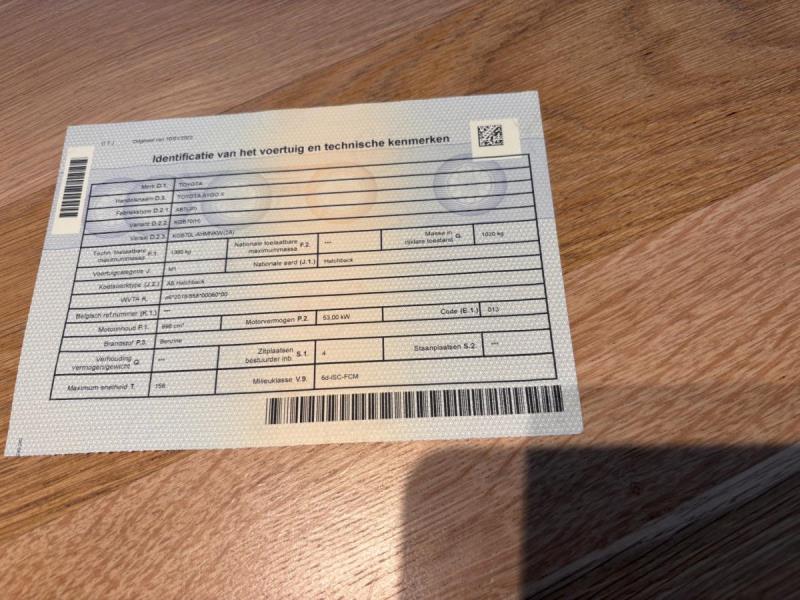 Identificatie van het voertuig en technische kenmerken
Merk D.1. TOYOTA
Handelsnaam D.3. TOYOTA AYGO X
Fabriekstype D.2.1.
Variant D.2.2.
Versie D.2.3.
Techn. toelaatbare maximummassa F.1. 1360 kg Nationale toelaatbare maximummassa F.2. --- Massa in rijklare toestand G. 1020 kg
Voertuigcategorie J. M1 Nationale aard (J.1.) Hatchback
Koetswerktype (J.2.) AB Hatchback
WVTA K.
Belgisch ref.nummer (K.1.) ---
Motorinhoud P.1. 998 cm³ Motorvermogen P.2. 53,00 kW Code (E.1.) 013
Brandstof P.3. Benzine
Verhouding vermogen/gewicht Q. --- Zitplaatsen bestuurder inb. S.1. 4 Staanplaatsen S.2. ---
Maximum snelheid T. 158 Milieuklasse V.9. 6d-ISC-FCM